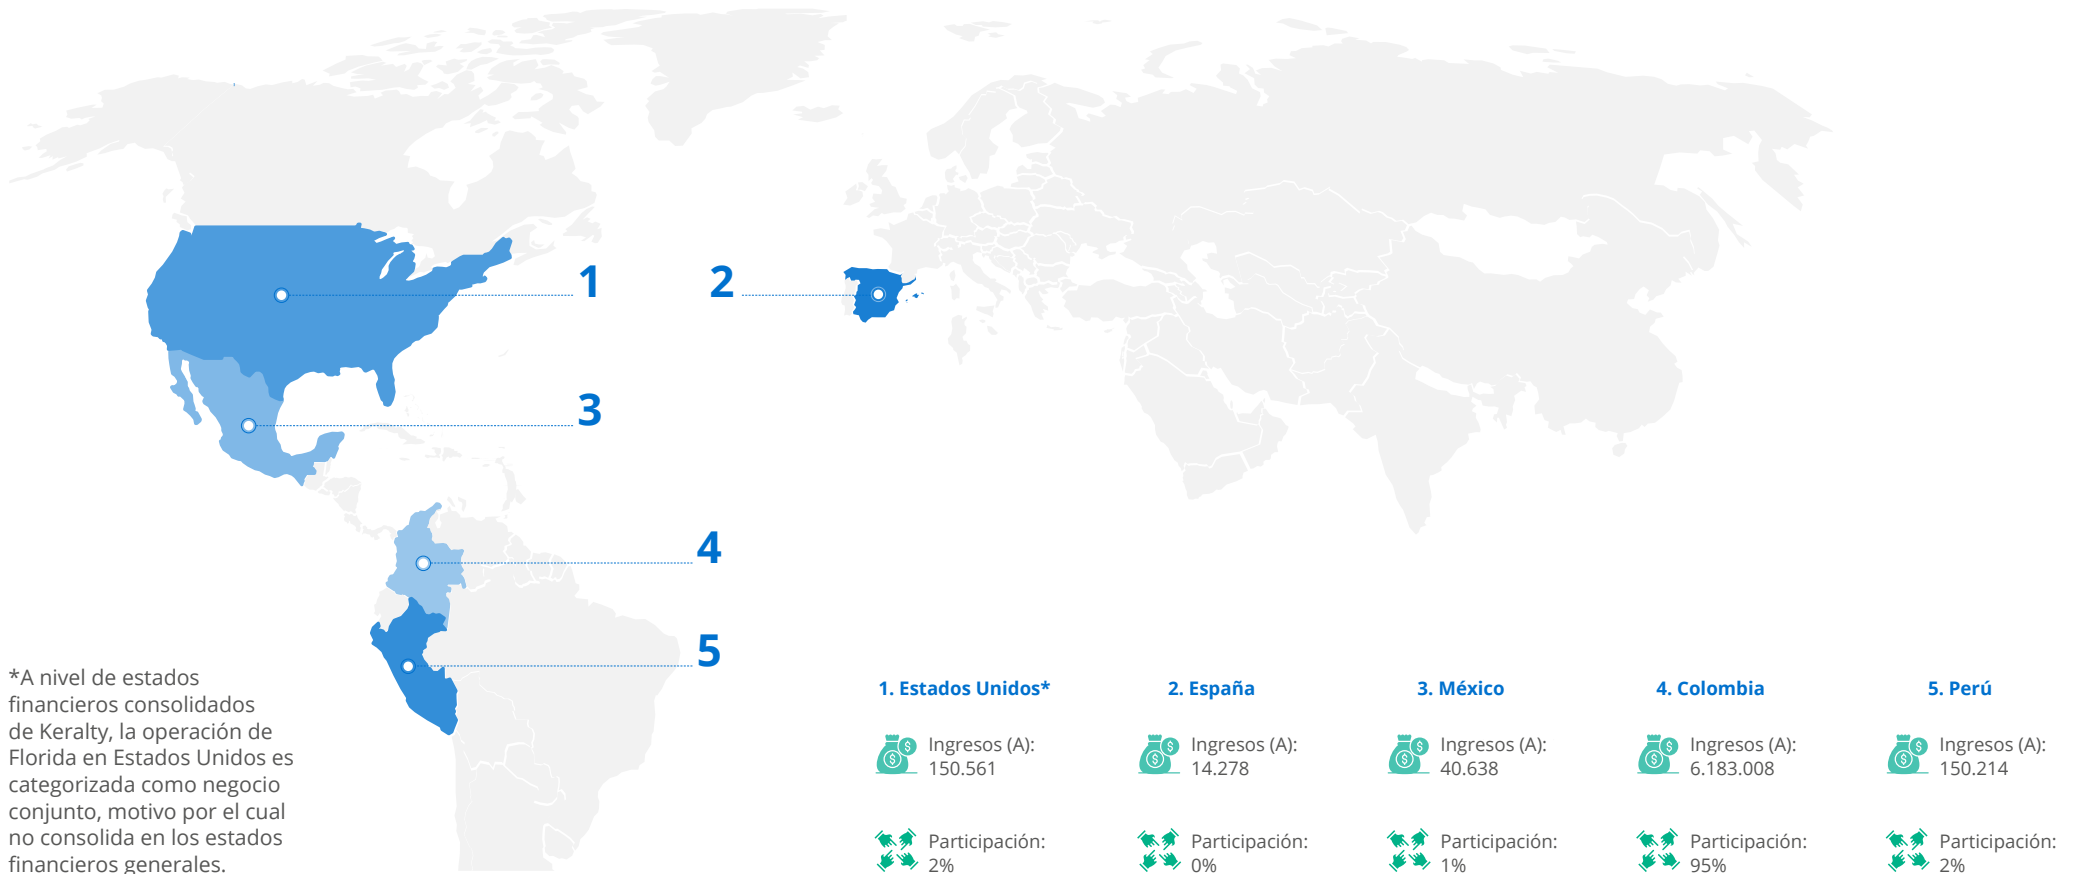 1
2
3
4
5
*A nivel de estados
financieros consolidados
de Keralty, la operación de
Florida en Estados Unidos es
categorizada como negocio
conjunto, motivo por el cual
no consolida en los estados
financieros generales.
1. Estados Unidos*
Ingresos (A):
150.561
Participación:
2%
2. España
Ingresos (A):
14.278
Participación:
0%
3. México
Ingresos (A):
40.638
Participación:
1%
4. Colombia
Ingresos (A):
6.183.008
Participación:
95%
5. Perú
Ingresos (A):
150.214
Participación:
2%